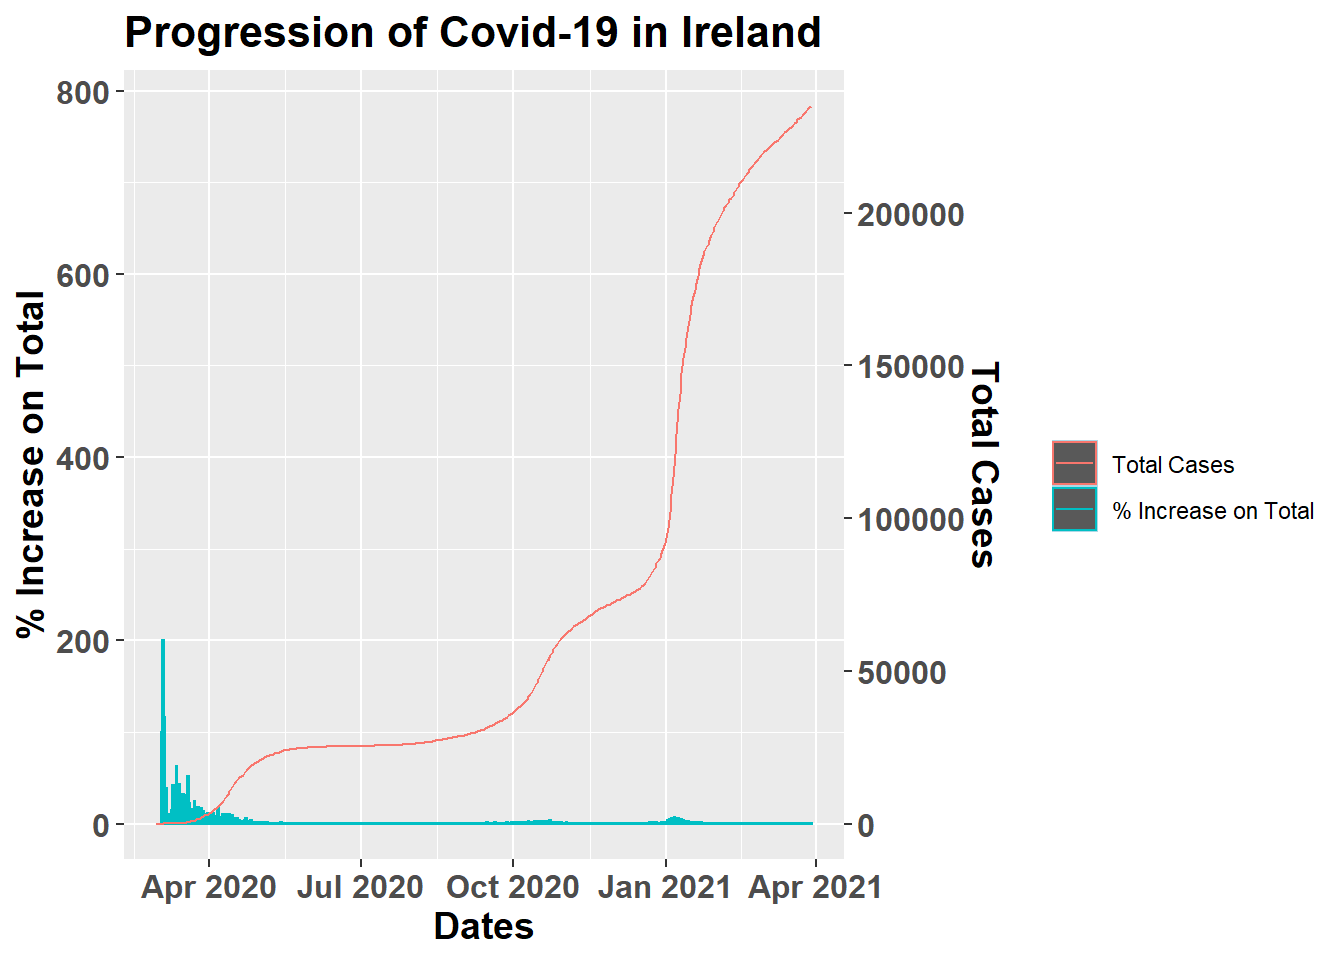 Progression of Covid-19 in Ireland
% Increase on Total
800
600
400
200
0
200000
150000
100000
50000
0
Total Cases
Apr 2020
Jul 2020
Oct 2020
Jan 2021
Apr 2021
Dates
Total Cases
% Increase on Total